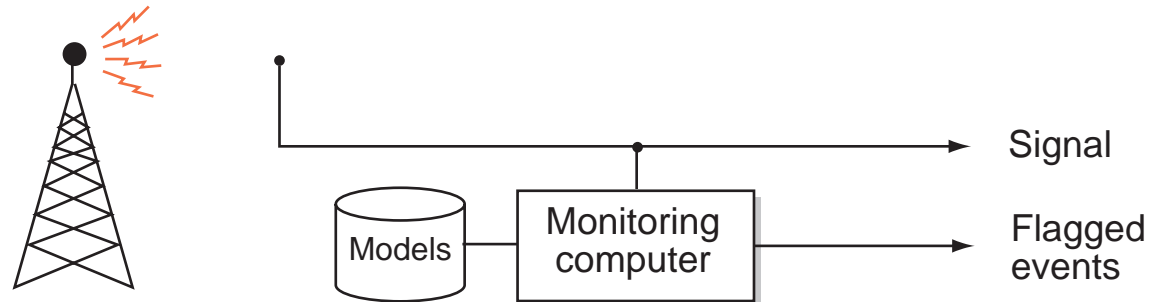 Signal
Models
Monitoring
computer
Flagged
events